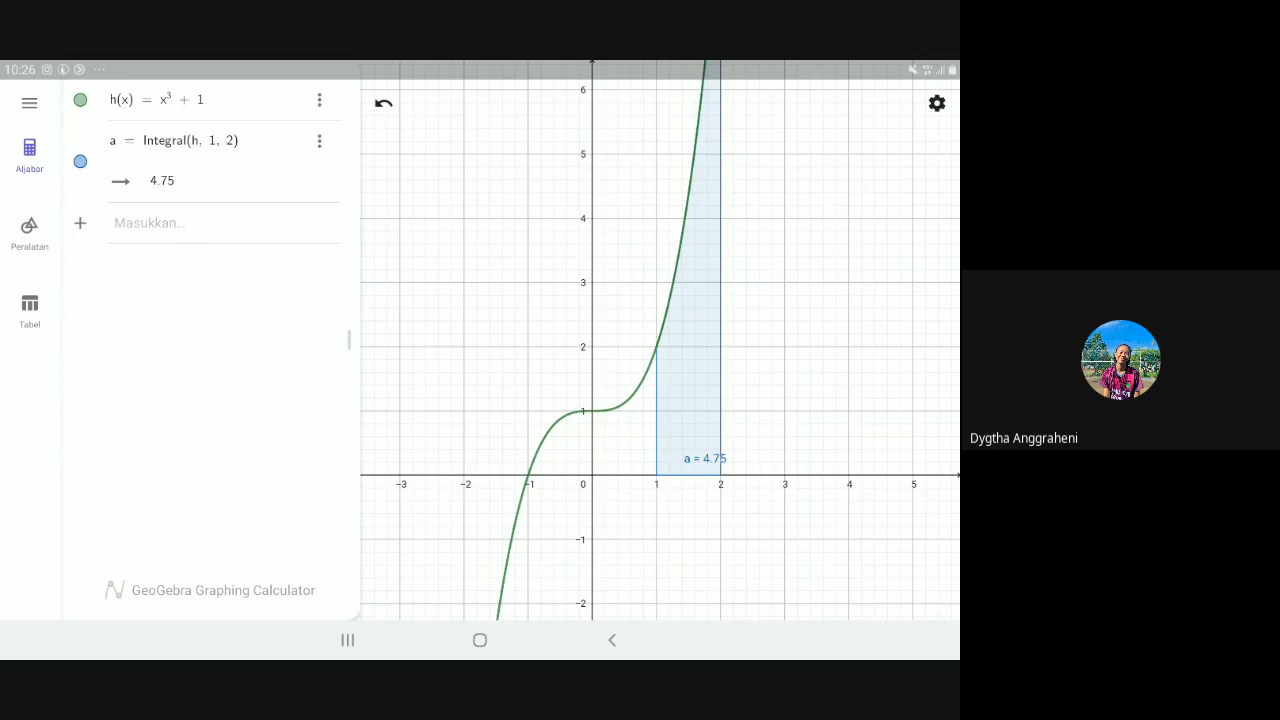 10:26
h(x) = x³ + 1
a = Integral(h, 1, 2)
4.75
Masukkan...
Aljabar
Peralatan
Tabel
GeoGebra Graphing Calculator
6
5
4
3
2
1
a = 4.75
−3 −2 −1 0 1 2 3 4 5
−1
−2
Dygtha Anggraheni